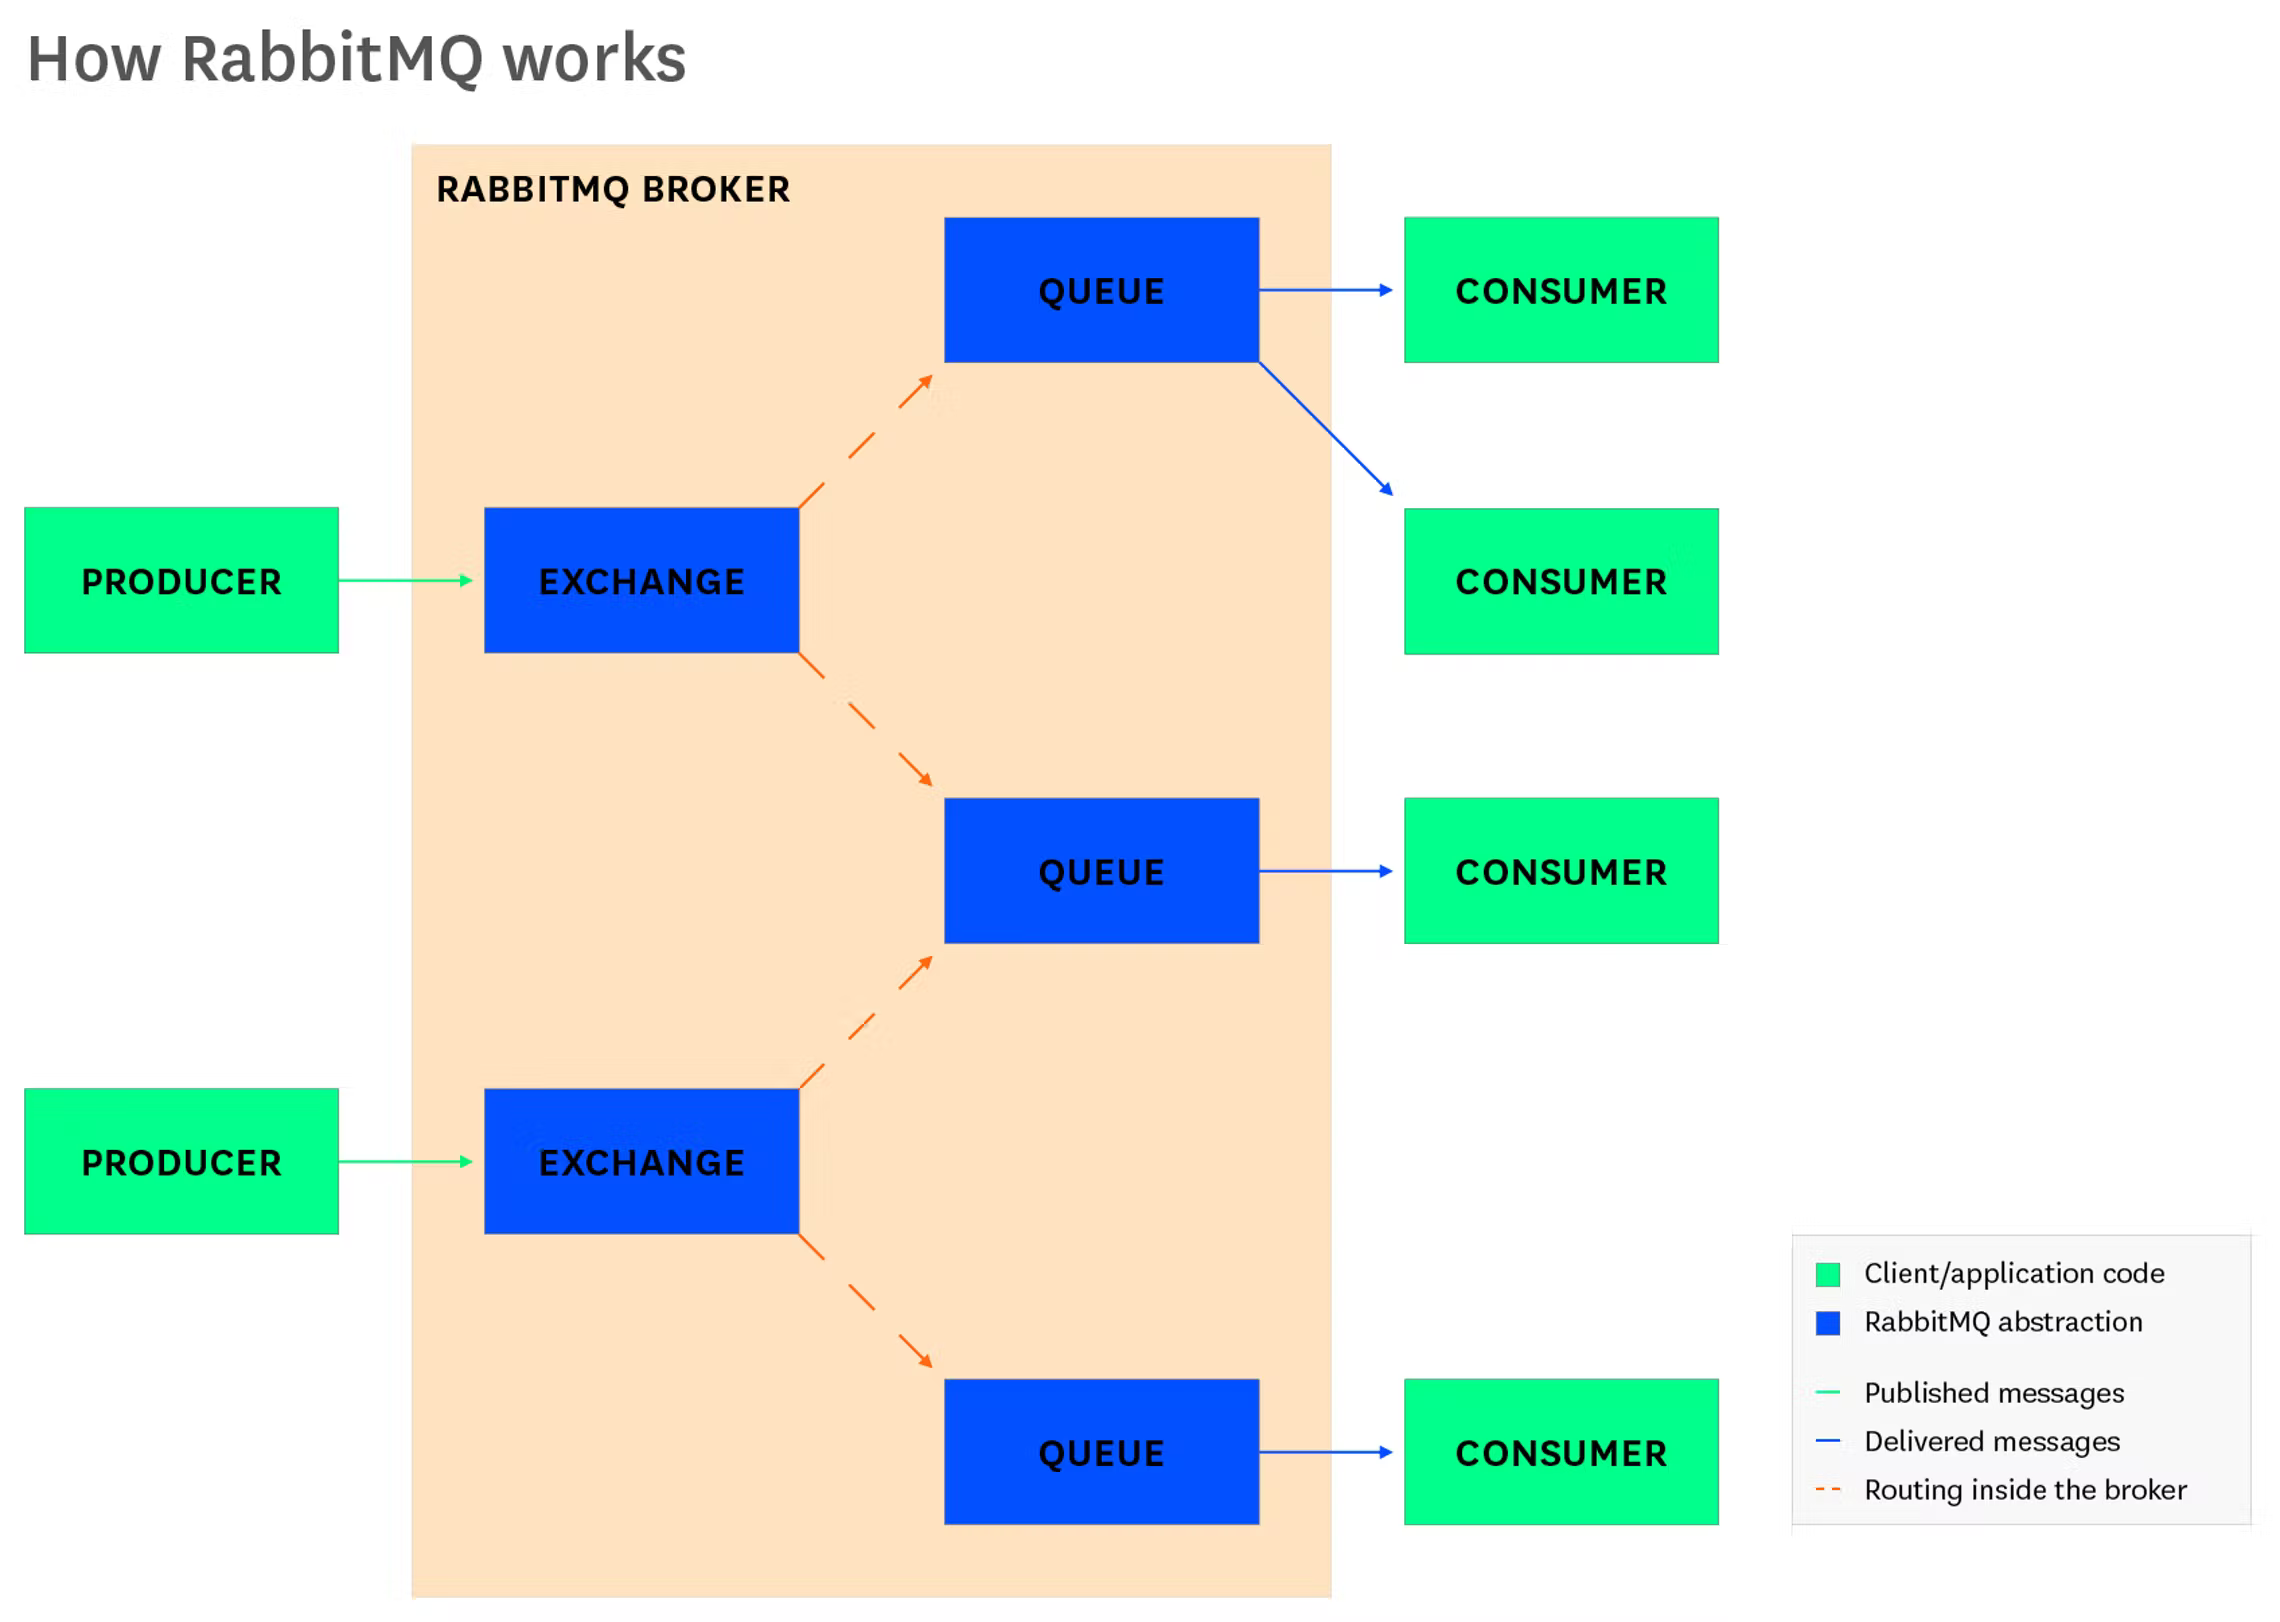 How RabbitMQ works
RABBITMQ BROKER
QUEUE
CONSUMER
PRODUCER
EXCHANGE
CONSUMER
QUEUE
CONSUMER
PRODUCER
EXCHANGE
QUEUE
CONSUMER
Client/application code
RabbitMQ abstraction
Published messages
Delivered messages
Routing inside the broker